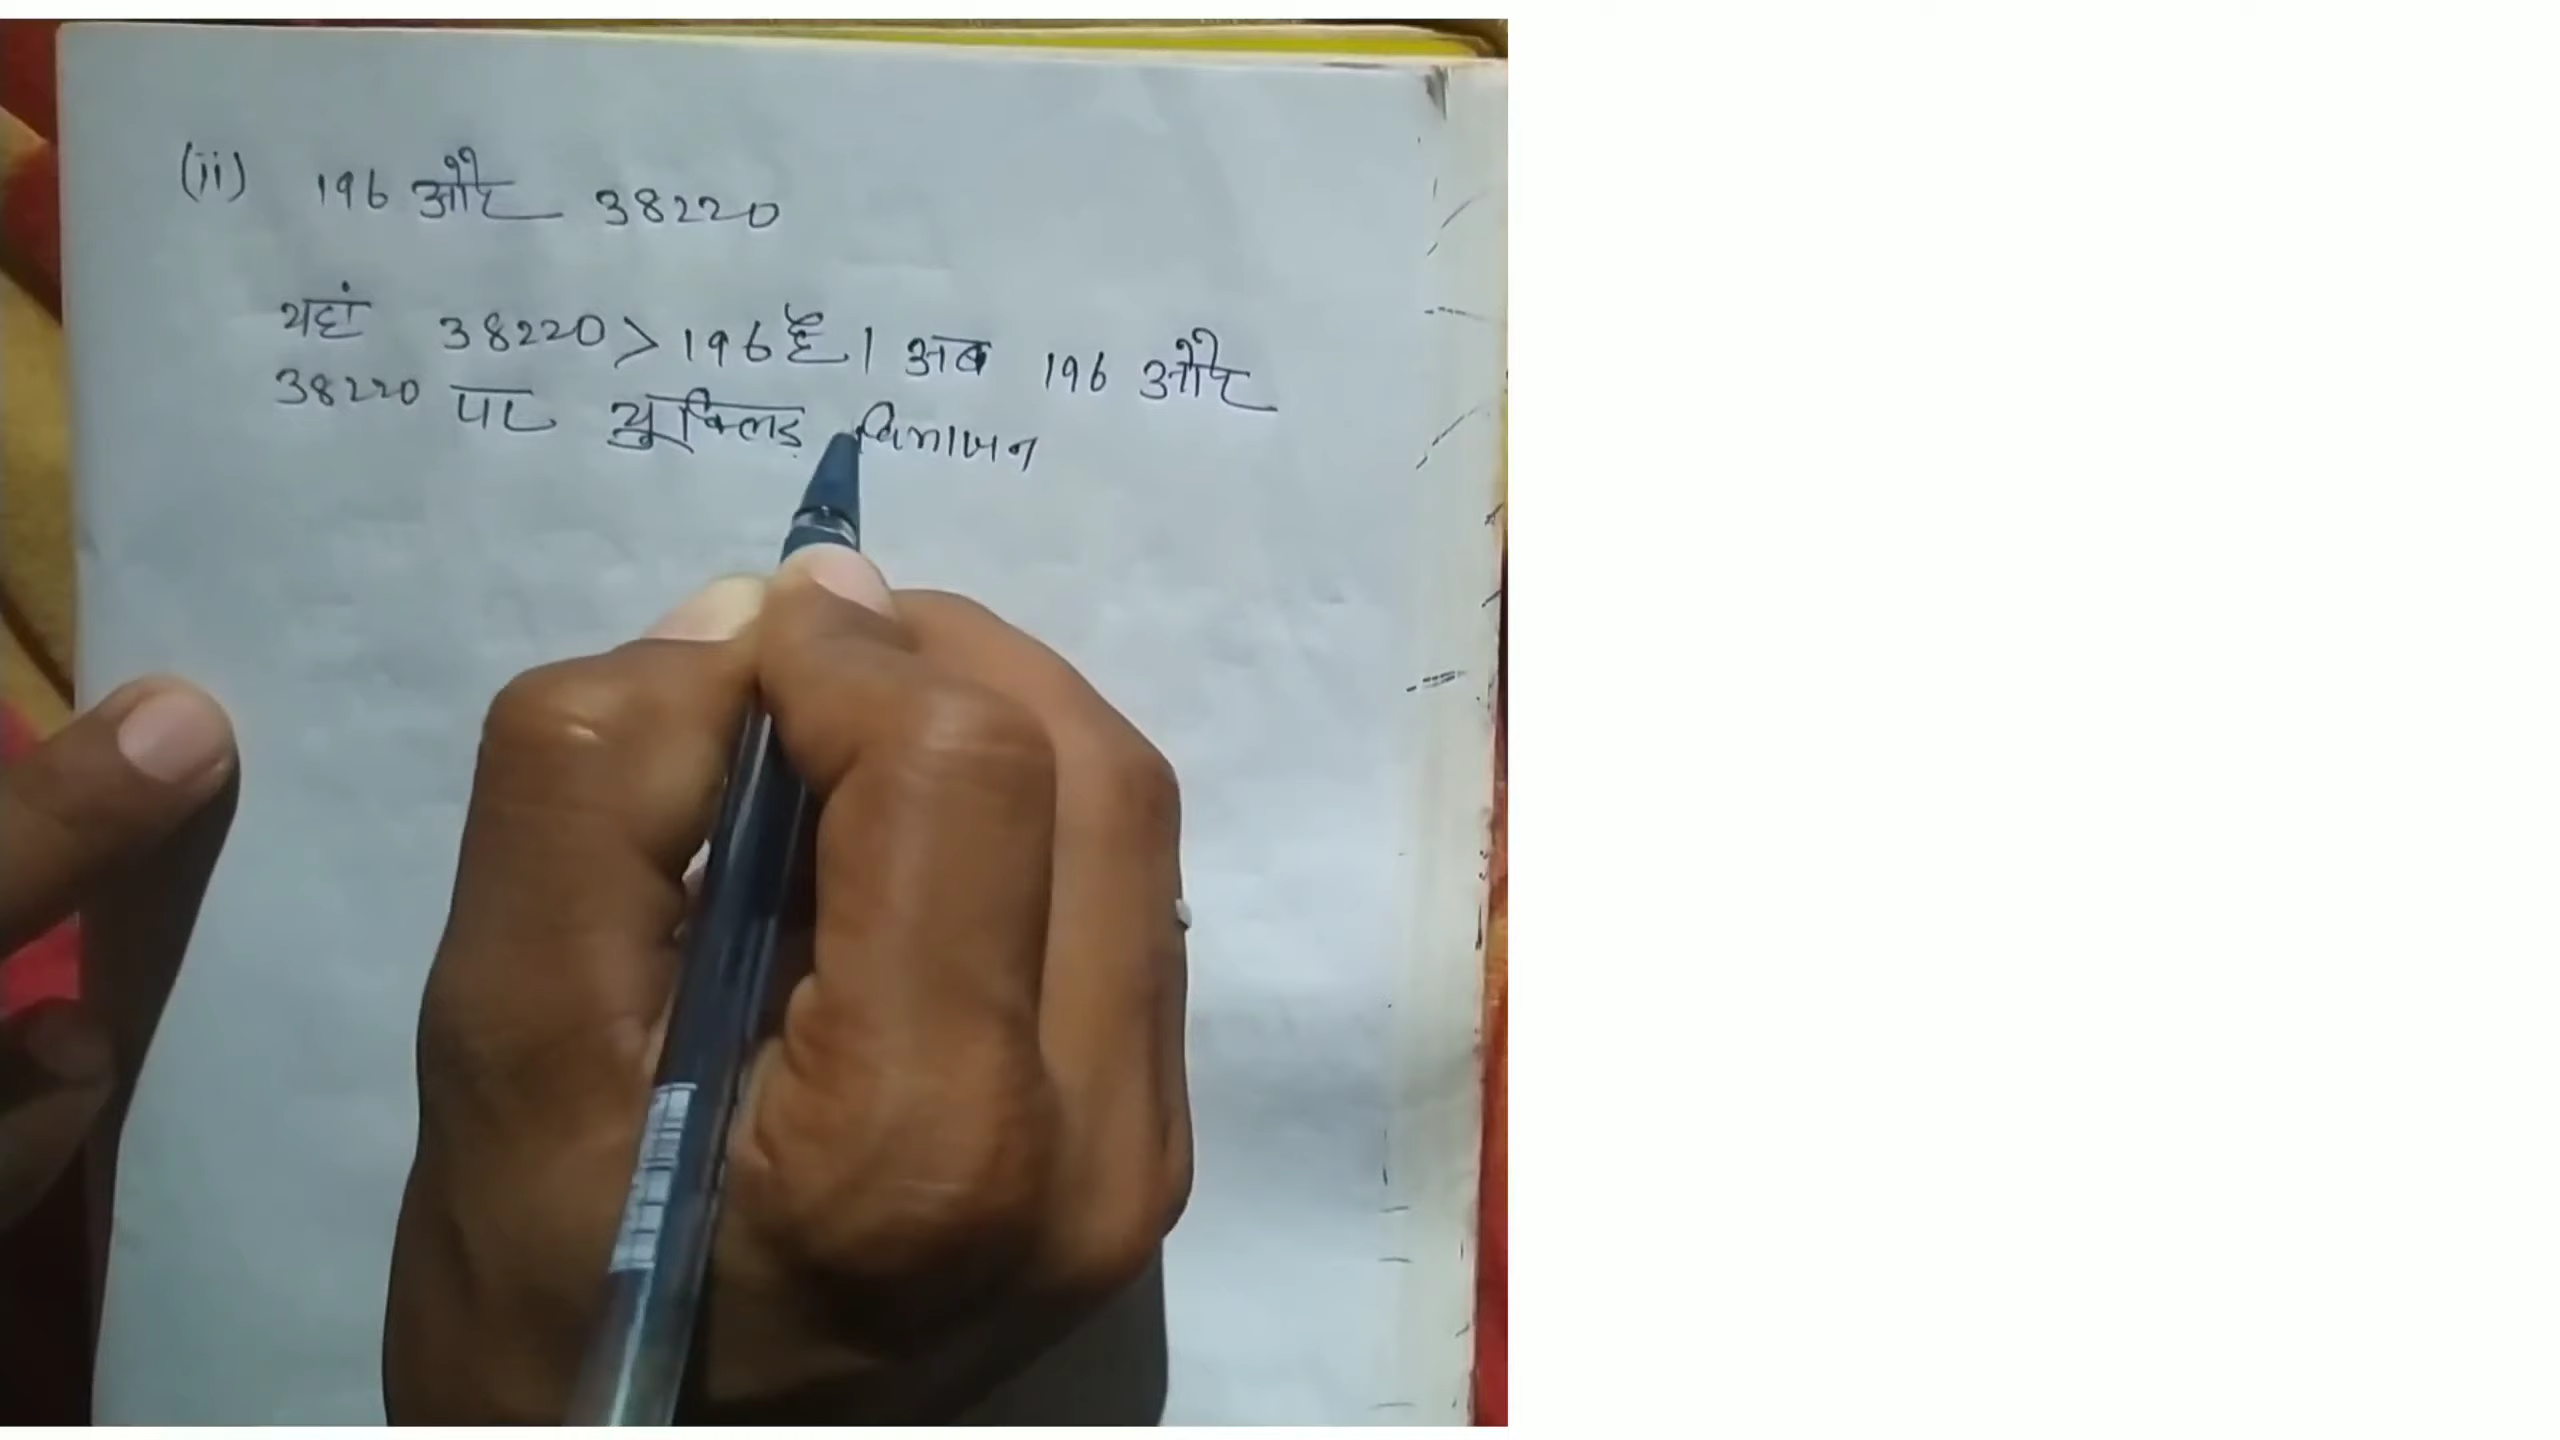 (ii) 196 और 38220
यहां 38220 > 196 है। अब 196 और
38220 पर युक्लिड विभाजन